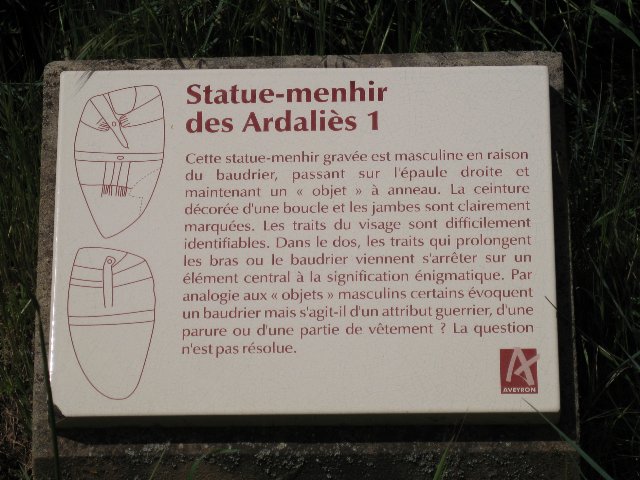 Statue-menhir
des Ardaliès 1
Cette statue-menhir gravée est masculine en raison
du baudrier, passant sur l'épaule droite et
maintenant un « objet » à anneau. La ceinture
décorée d'une boucle et les jambes sont clairement
marquées. Les traits du visage sont difficilement
identifiables. Dans le dos, les traits qui prolongent
les bras ou le baudrier viennent s'arrêter sur un
élément central à la signification énigmatique. Par
analogie aux « objets » masculins certains évoquent
un baudrier mais s'agit-il d'un attribut guerrier, d'une
parure ou d'une partie de vêtement ? La question
n'est pas résolue.
AVEYRON